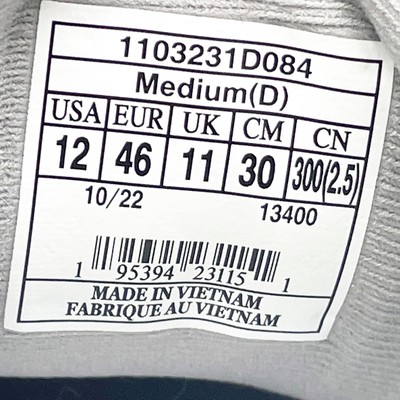 1103231D084
Medium(D)
USA EUR UK CM CN
12 46 11 30 300(2.5)
10/22 13400
1 95394 23115 1
MADE IN VIETNAM
FABRIQUE AU VIETNAM